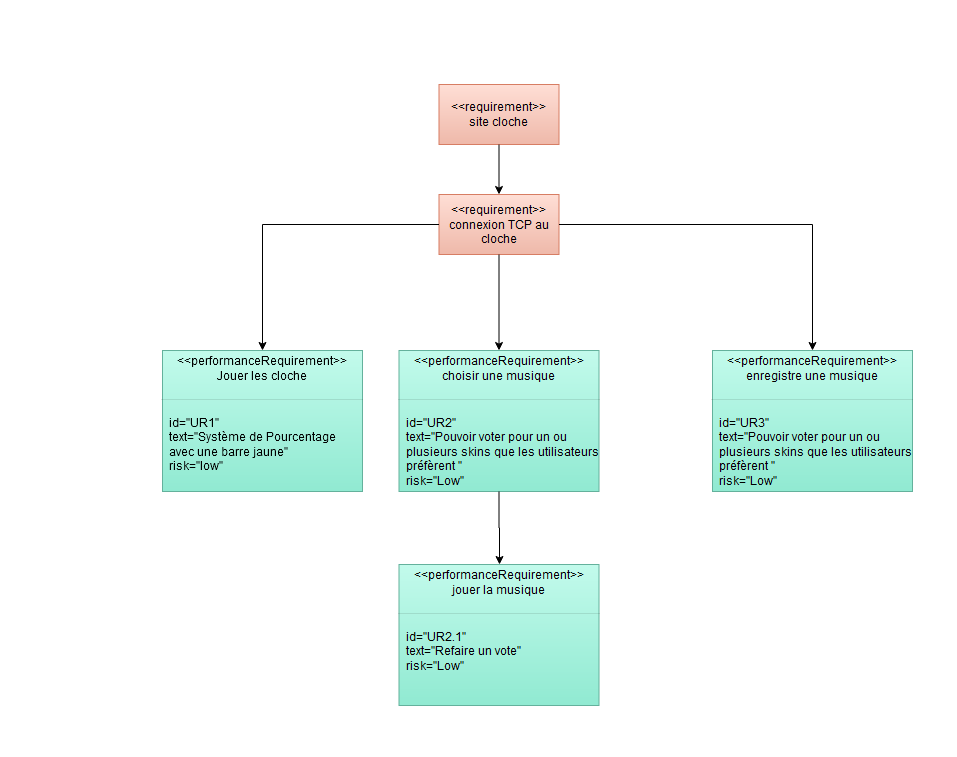 <<requirement>>
site cloche
<<requirement>>
connexion TCP au
cloche
<<performanceRequirement>>
Jouer les cloche
id="UR1"
text="Système de Pourcentage
avec une barre jaune"
risk="low"
<<performanceRequirement>>
choisir une musique
id="UR2"
text="Pouvoir voter pour un ou
plusieurs skins que les utilisateurs
préfèrent "
risk="Low"
<<performanceRequirement>>
enregistre une musique
id="UR3"
text="Pouvoir voter pour un ou
plusieurs skins que les utilisateurs
préfèrent "
risk="Low"
<<performanceRequirement>>
jouer la musique
id="UR2.1"
text="Refaire un vote"
risk="Low"